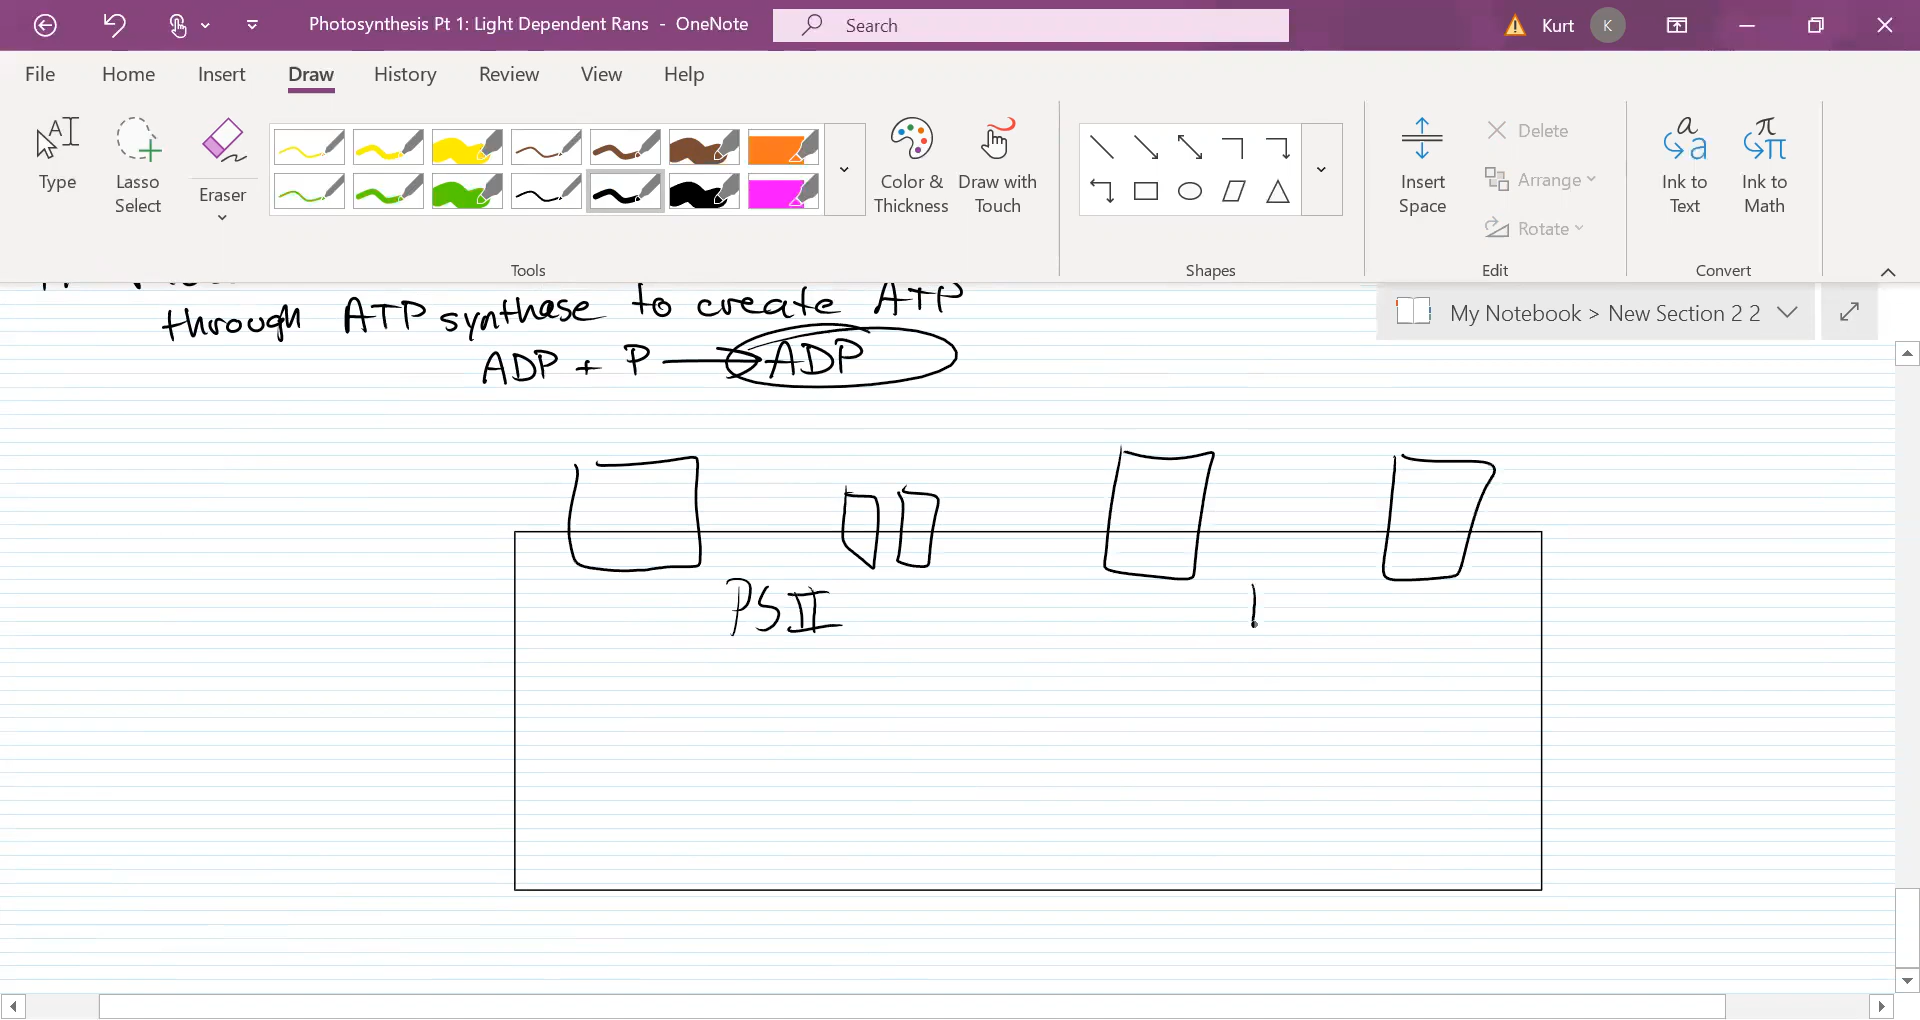 Photosynthesis Pt 1: Light Dependent Rans - OneNote
Search
Kurt
K
File Home Insert Draw History Review View Help
Type
Lasso Select
Eraser
Color & Thickness
Draw with Touch
Insert Space
Delete
Arrange
Rotate
Ink to Text
Ink to Math
Tools
Shapes
Edit
Convert
My Notebook > New Section 2 2
through ATP synthase to create ATP
ADP + P → ADP
PSII